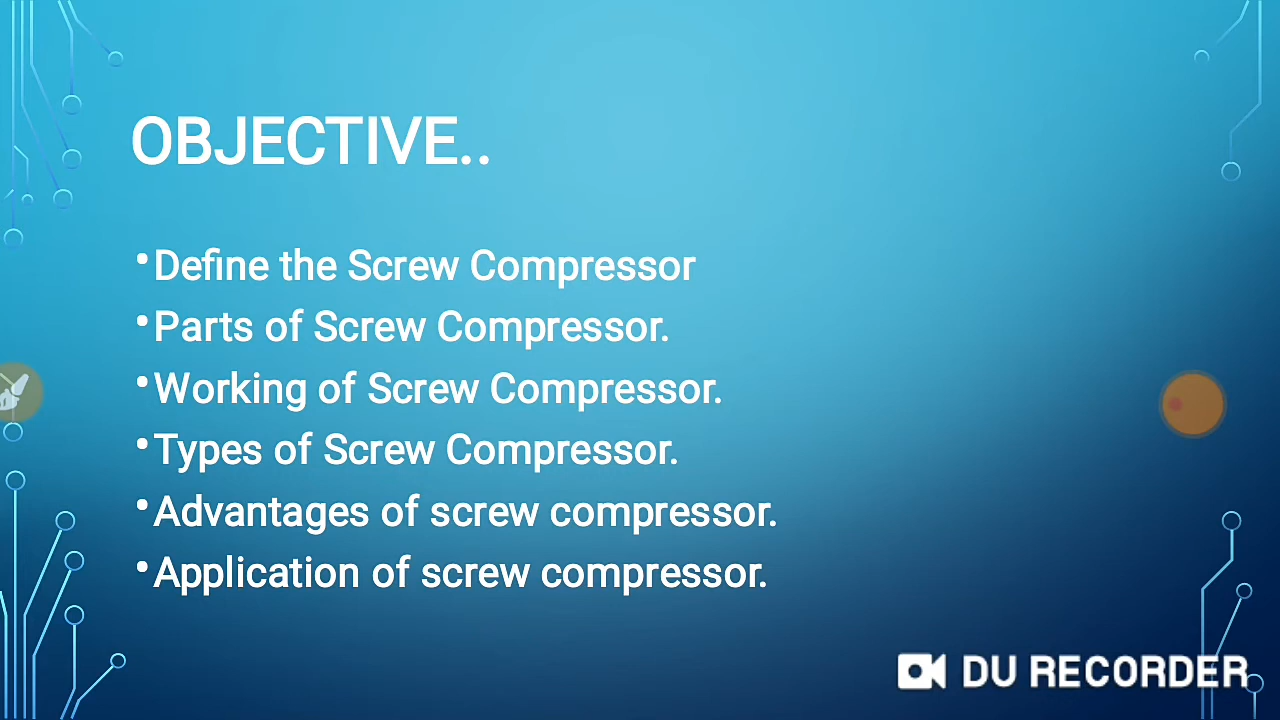 OBJECTIVE..
•Define the Screw Compressor
•Parts of Screw Compressor.
•Working of Screw Compressor.
•Types of Screw Compressor.
•Advantages of screw compressor.
•Application of screw compressor.
DU RECORDER